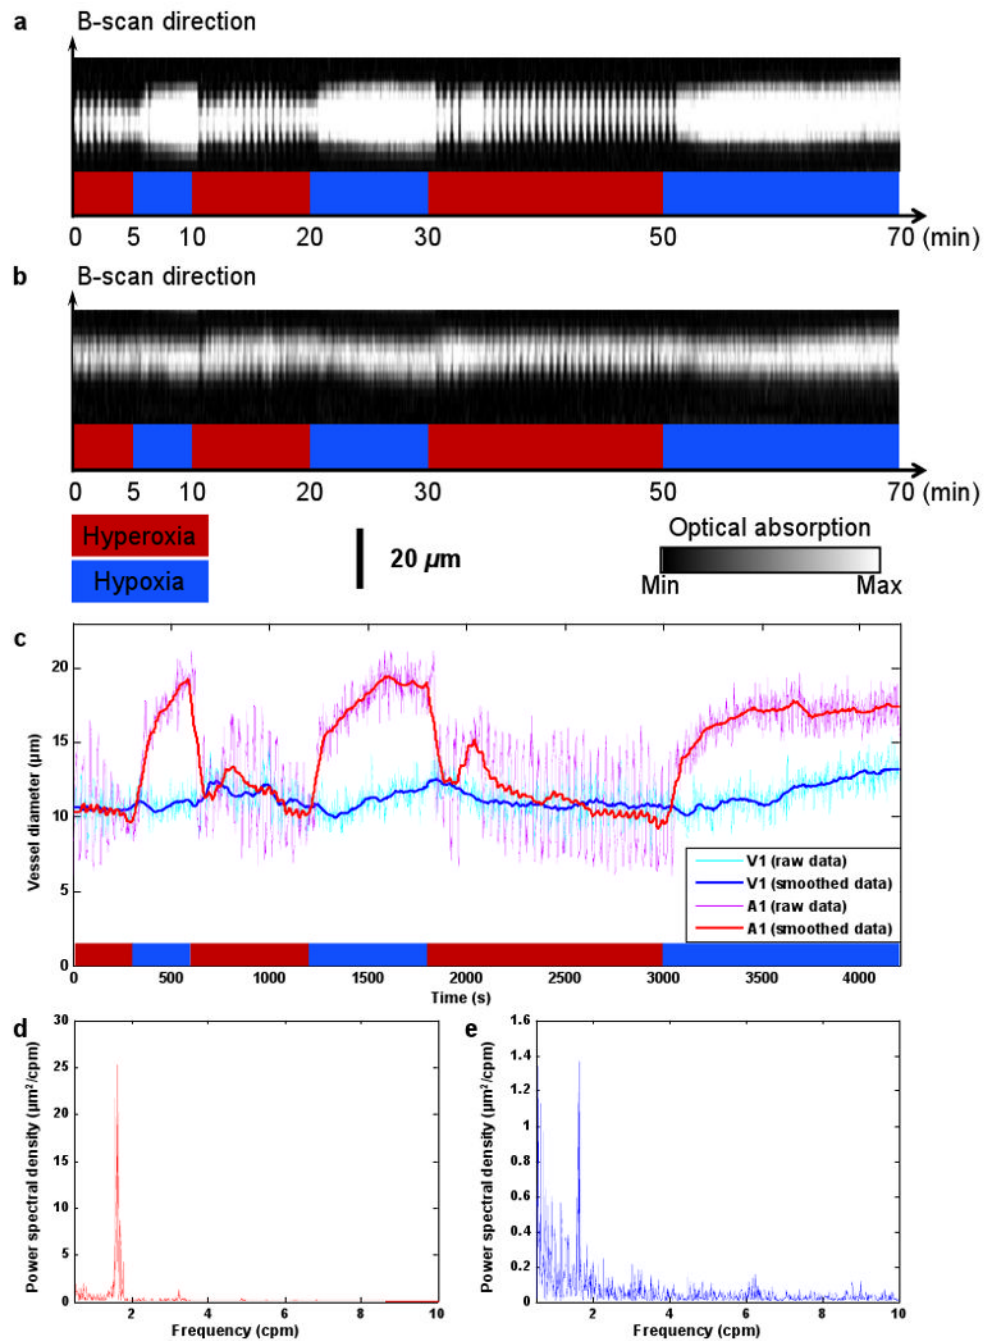 a B-scan direction
0 5 10 20 30 50 70 (min)
b B-scan direction
0 5 10 20 30 50 70 (min)
Hyperoxia
Hypoxia
20 μm
Optical absorption
Min Max
c
Vessel diameter (μm)
20
15
10
5
0
V1 (raw data)
V1 (smoothed data)
A1 (raw data)
A1 (smoothed data)
0 500 1000 1500 2000 2500 3000 3500 4000
Time (s)
d
Power spectral density (μm²/cpm)
30
25
20
15
10
5
0
2 4 6 8 10
Frequency (cpm)
e
Power spectral density (μm²/cpm)
1.6
1.4
1.2
1
0.8
0.6
0.4
0.2
0
2 4 6 8 10
Frequency (cpm)